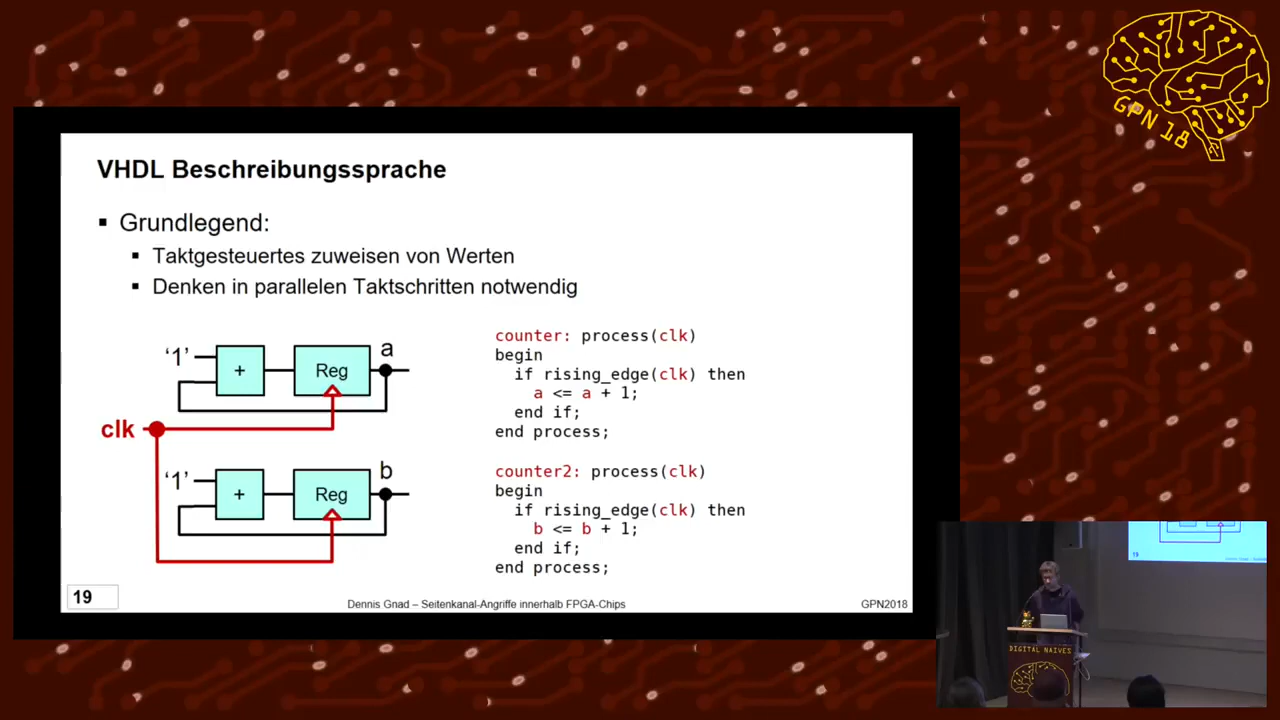 GPN 18
VHDL Beschreibungssprache
Grundlegend:
Taktgesteuertes zuweisen von Werten
Denken in parallelen Taktschritten notwendig
'1'
+
Reg
a
clk
'1'
+
Reg
b
counter: process(clk)
begin
if rising_edge(clk) then
a <= a + 1;
end if;
end process;
counter2: process(clk)
begin
if rising_edge(clk) then
b <= b + 1;
end if;
end process;
19
Dennis Gnad – Seitenkanal-Angriffe innerhalb FPGA-Chips
GPN2018
19
DIGITAL NAIVES